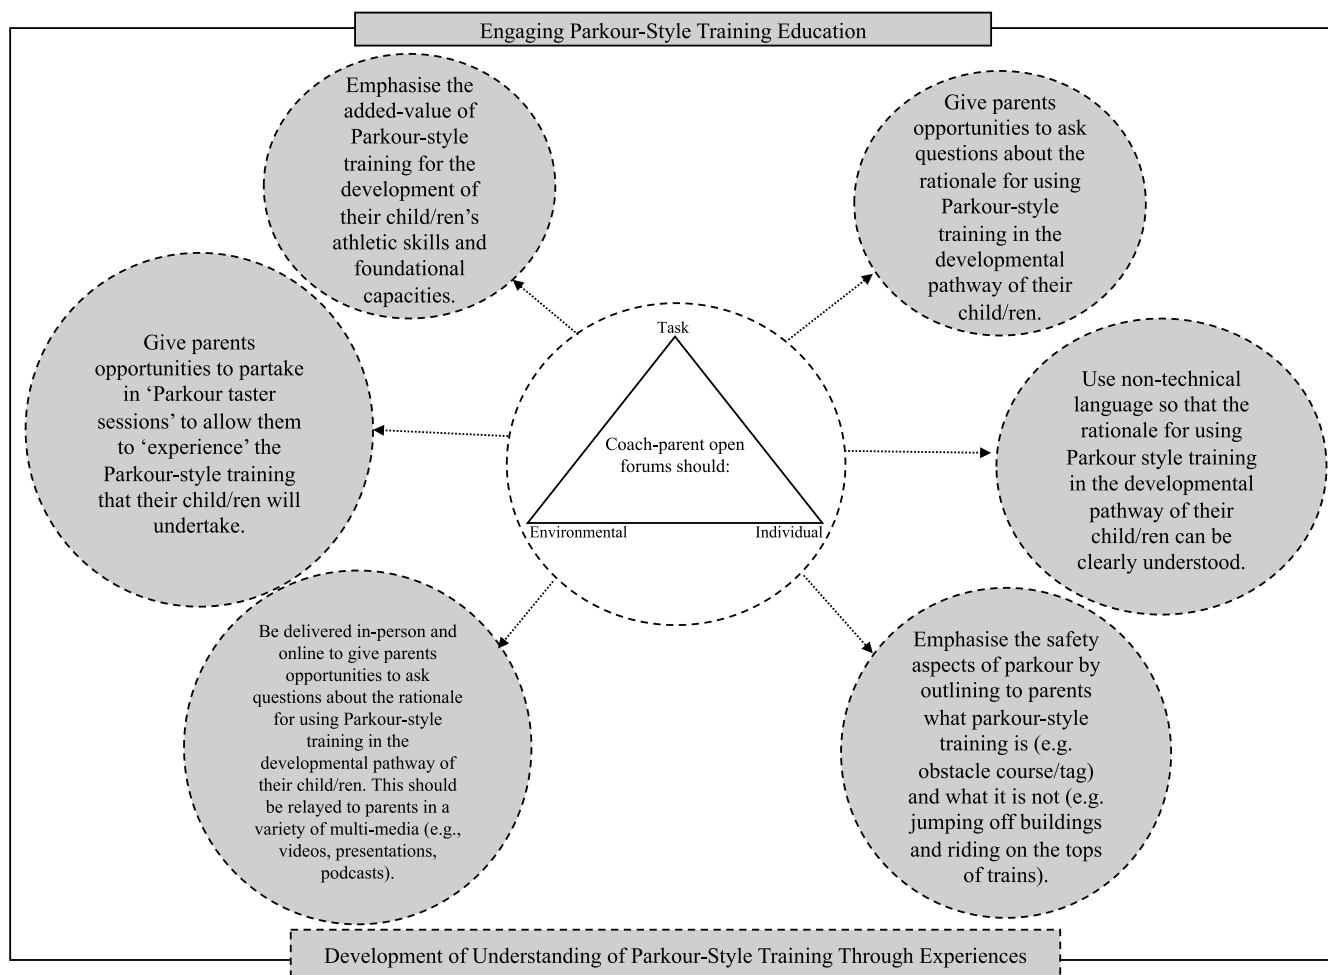 Engaging Parkour-Style Training Education
Emphasise the
added-value of
Parkour-style
training for the
development of
their child/ren's
athletic skills and
foundational
capacities.
Give parents
opportunities to ask
questions about the
rationale for using
Parkour-style
training in the
developmental
pathway of their
child/ren.
Give parents
opportunities to partake
in ‘Parkour taster
sessions’ to allow them
to ‘experience’ the
Parkour-style training
that their child/ren will
undertake.
Task
Coach-parent open
forums should:
Environmental
Individual
Use non-technical
language so that the
rationale for using
Parkour style training
in the developmental
pathway of their
child/ren can be
clearly understood.
Be delivered in-person and
online to give parents
opportunities to ask
questions about the rationale
for using Parkour-style
training in the
developmental pathway of
their child/ren. This should
be relayed to parents in a
variety of multi-media (e.g.,
videos, presentations,
podcasts).
Emphasise the safety
aspects of parkour by
outlining to parents
what parkour-style
training is (e.g.
obstacle course/tag)
and what it is not (e.g.
jumping off buildings
and riding on the tops
of trains).
Development of Understanding of Parkour-Style Training Through Experiences